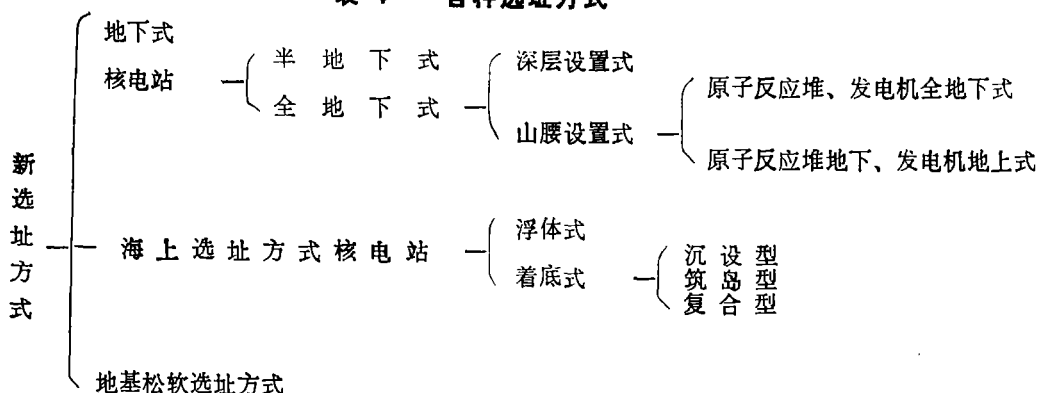 表 1 各种选址方式
新选址方式
地下式
核电站
半地下式
全地下式
深层设置式
山腰设置式
原子反应堆、发电机全地下式
原子反应堆地下、发电机地上式
海上选址方式核电站
浮体式
着底式
沉设型
筑岛型
复合型
地基松软选址方式